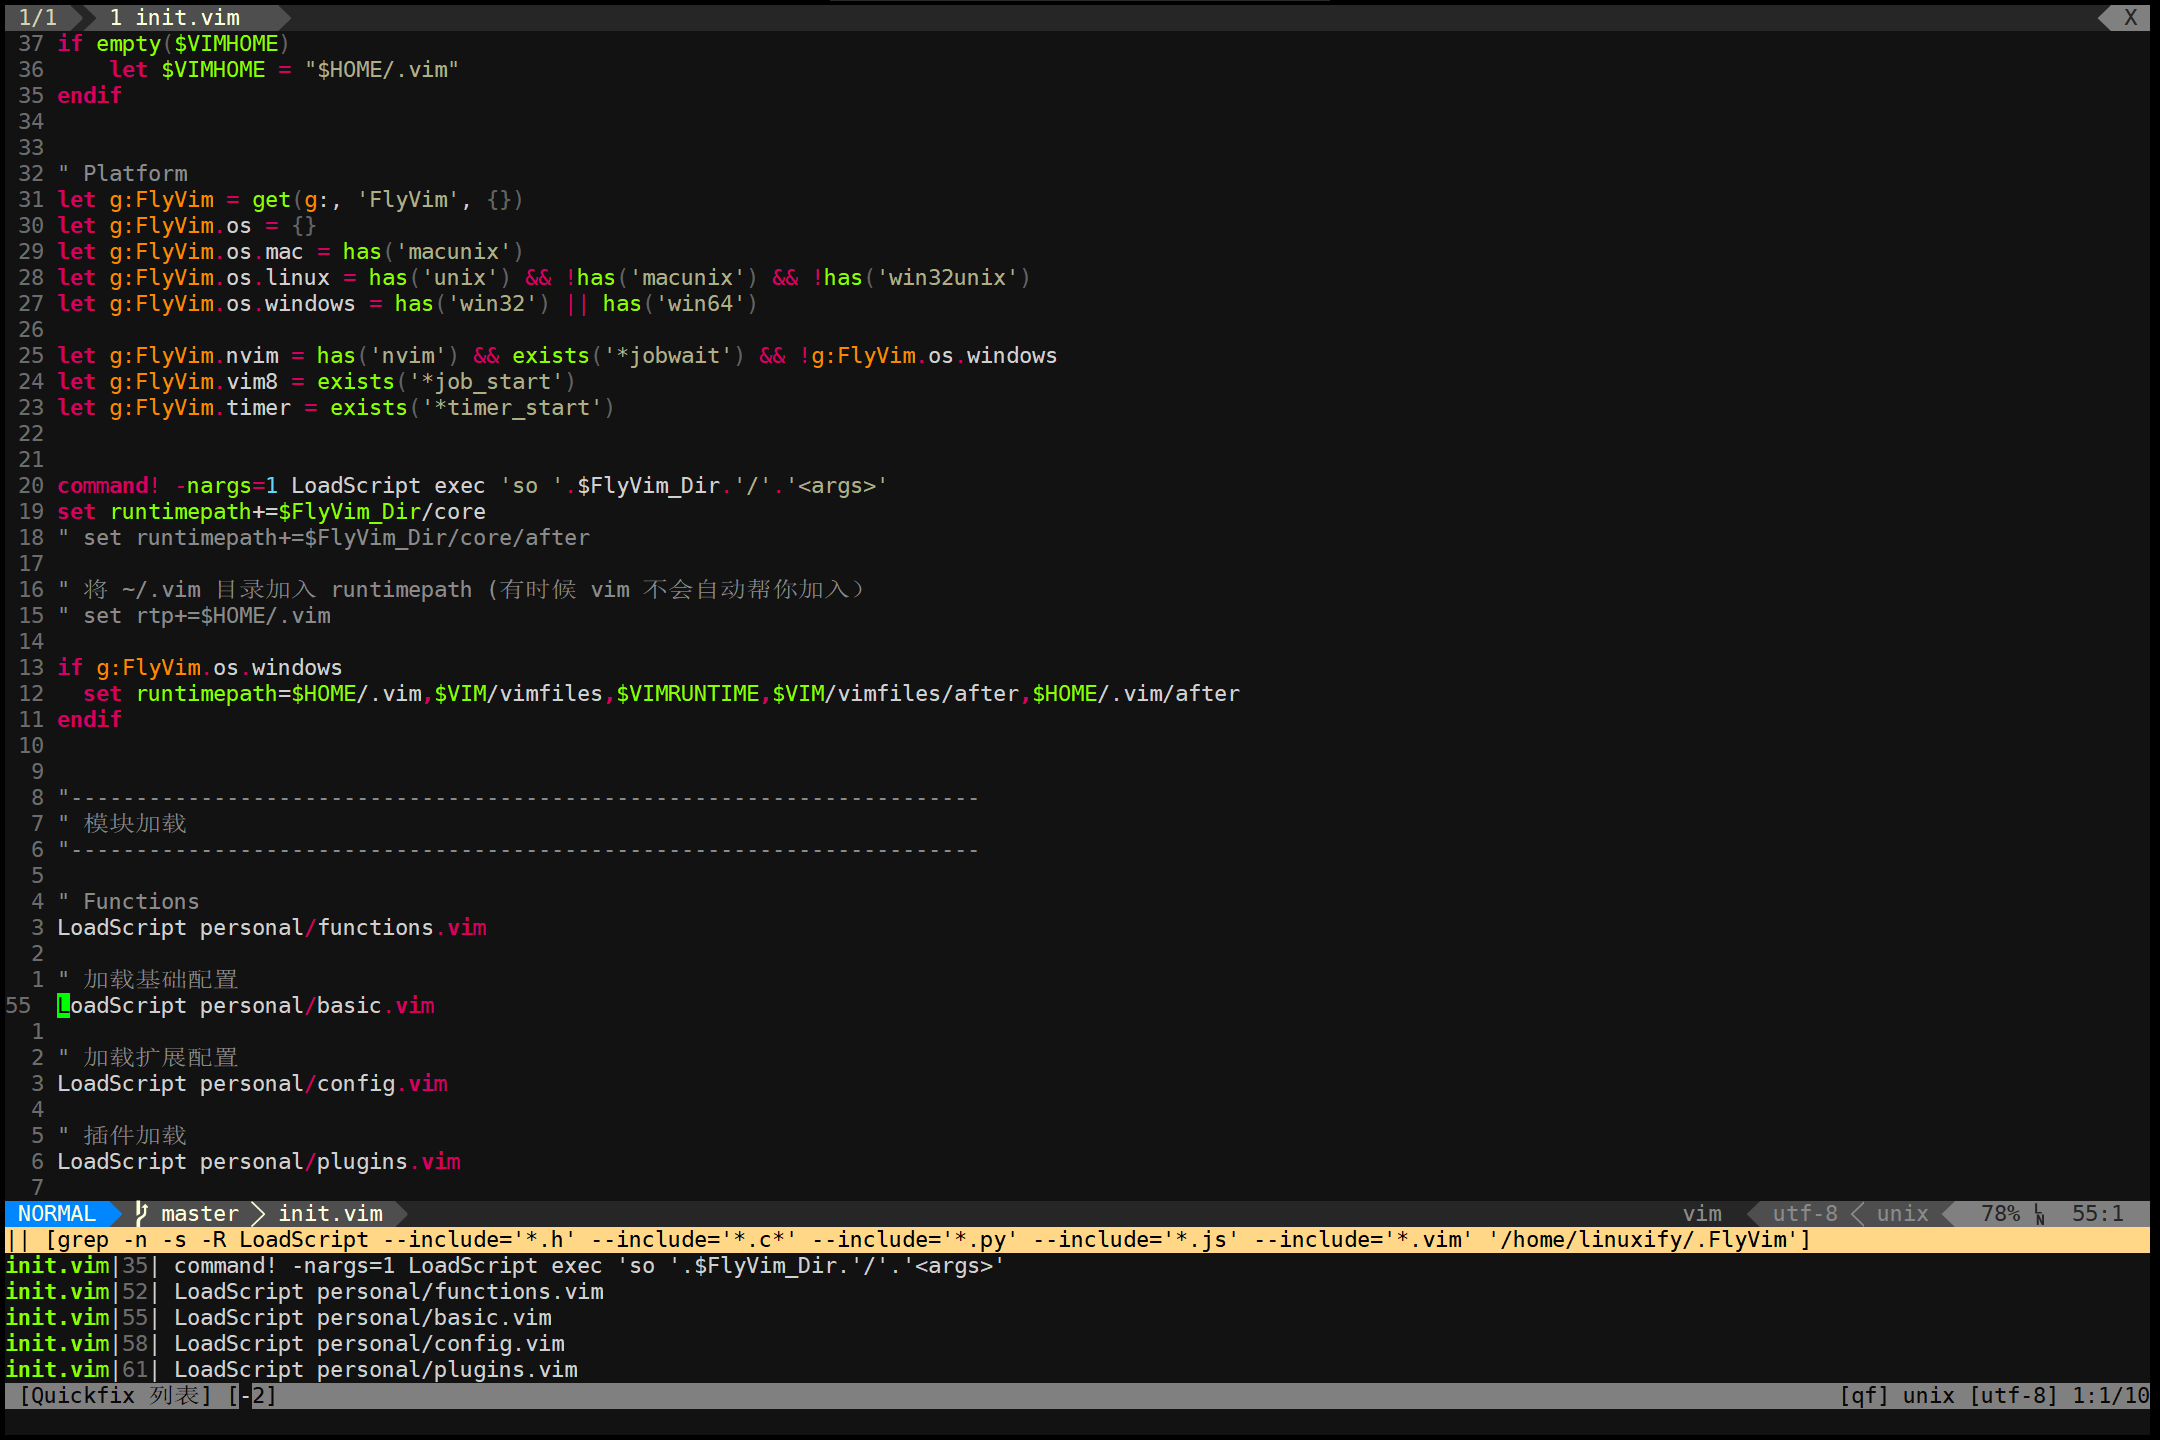 1/1 1 init.vim X
37 if empty($VIMHOME)
36     let $VIMHOME = "$HOME/.vim"
35 endif
34
33
32 " Platform
31 let g:FlyVim = get(g:, 'FlyVim', {})
30 let g:FlyVim.os = {}
29 let g:FlyVim.os.mac = has('macunix')
28 let g:FlyVim.os.linux = has('unix') && !has('macunix') && !has('win32unix')
27 let g:FlyVim.os.windows = has('win32') || has('win64')
26
25 let g:FlyVim.nvim = has('nvim') && exists('*jobwait') && !g:FlyVim.os.windows
24 let g:FlyVim.vim8 = exists('*job_start')
23 let g:FlyVim.timer = exists('*timer_start')
22
21
20 command! -nargs=1 LoadScript exec 'so '.$FlyVim_Dir.'/'.'<args>'
19 set runtimepath+=$FlyVim_Dir/core
18 " set runtimepath+=$FlyVim_Dir/core/after
17
16 " 将 ~/.vim 目录加入 runtimepath (有时候 vim 不会自动帮你加入）
15 " set rtp+=$HOME/.vim
14
13 if g:FlyVim.os.windows
12   set runtimepath=$HOME/.vim,$VIM/vimfiles,$VIMRUNTIME,$VIM/vimfiles/after,$HOME/.vim/after
11 endif
10
9
8 "----------------------------------------------------------------------
7 " 模块加载
6 "----------------------------------------------------------------------
5
4 " Functions
3 LoadScript personal/functions.vim
2
1 " 加载基础配置
55 LoadScript personal/basic.vim
1
2 " 加载扩展配置
3 LoadScript personal/config.vim
4
5 " 插件加载
6 LoadScript personal/plugins.vim
7
NORMAL master init.vim vim utf-8 unix 78% 55:1
|| [grep -n -s -R LoadScript --include='*.h' --include='*.c*' --include='*.py' --include='*.js' --include='*.vim' '/home/linuxify/.FlyVim']
init.vim|35| command! -nargs=1 LoadScript exec 'so '.$FlyVim_Dir.'/'.'<args>'
init.vim|52| LoadScript personal/functions.vim
init.vim|55| LoadScript personal/basic.vim
init.vim|58| LoadScript personal/config.vim
init.vim|61| LoadScript personal/plugins.vim
[Quickfix 列表] [-2] [qf] unix [utf-8] 1:1/10